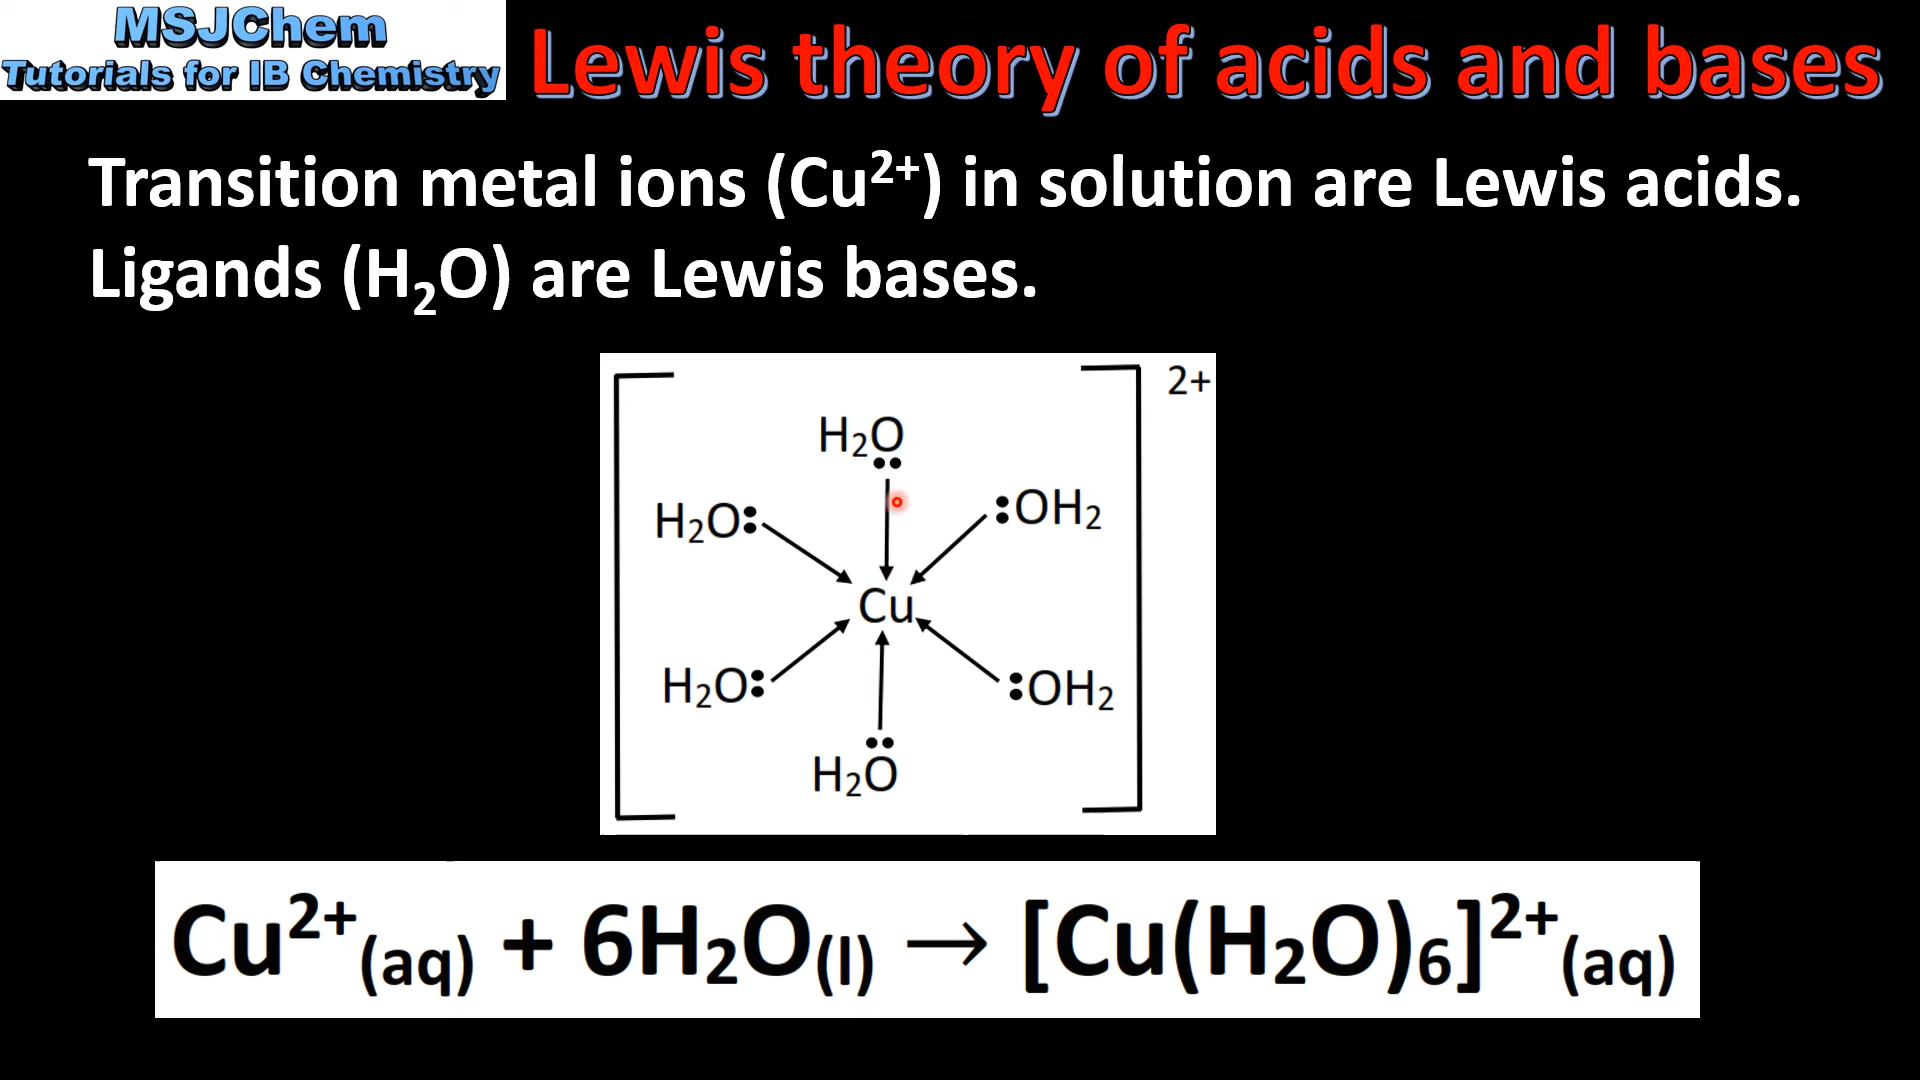 MSJChem
Tutorials for IB Chemistry
Lewis theory of acids and bases
Transition metal ions (Cu²⁺) in solution are Lewis acids.
Ligands (H₂O) are Lewis bases.
2+
H₂O
H₂O: :OH₂
Cu
H₂O: :OH₂
H₂O
Cu²⁺(aq) + 6H₂O(l) → [Cu(H₂O)₆]²⁺(aq)